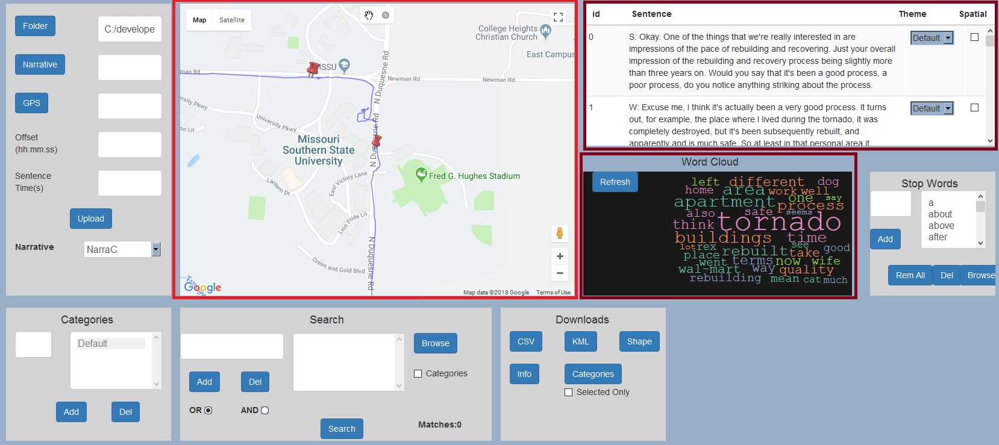 Folder
C:/develope
Narrative
GPS
Offset
(hh:mm:ss)
Sentence
Time(s)
Upload
Narrative
NarraC
Map
Satellite
College Heights
Christian Church
East Campus
MSSU
man Rd
Newman Rd
Newman Rd
N Duquesne Rd
ersity Pkwy
University Pkwy
on Ln
Missouri
Southern State
University
N Duquesne Rd
Fred G. Hughes Stadium
East Victory Lane
Lantern Dr
Lion Pride Ln
N Duquesne Rd
Green and Gold Blvd
Google
Map data ©2018 Google
Terms of Use
id
Sentence
Theme
Spatial
0
S: Okay. One of the things that we're really interested in are
impressions of the pace of rebuilding and recovering. Just your overall
impression of the rebuilding and recovery process being slightly more
than three years on. Would you say that it's been a good process, a
poor process, do you notice anything striking about the process.
Default
1
W: Excuse me, I think it's actually been a very good process. It turns
out, for example, the place where I lived during the tornado, it was
completely destroyed, but it's been subsequently rebuilt, and
apparently and is much safe. So at least in that personal area it
Default
Word Cloud
Refresh
left different dog
home area work well
apartment one say
process
also safe seems
think tornado
buildings time
lot rex rebuilt see good
place take
went terms now wife
wal-mart way quality
rebuilding mean cat much
Stop Words
a
about
above
after
Add
Rem All
Del
Browse
Categories
Default
Add
Del
Search
Browse
Categories
Add
Del
OR
AND
Search
Matches:0
Downloads
CSV
KML
Shape
Info
Categories
Selected Only